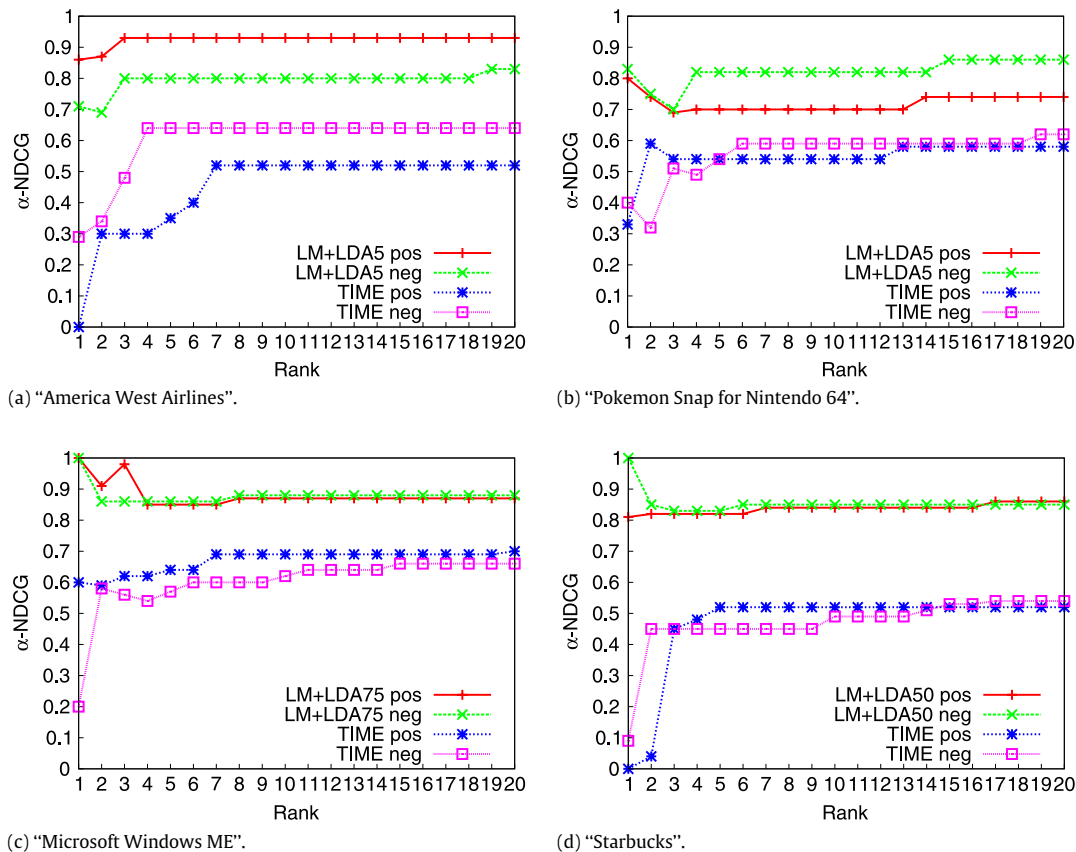 1
0.9
0.8
0.7
0.6
0.5
0.4
0.3
0.2
0.1
0
α-NDCG
LM+LDA5 pos
LM+LDA5 neg
TIME pos
TIME neg
1 2 3 4 5 6 7 8 9 10 11 12 13 14 15 16 17 18 19 20
Rank
(a) “America West Airlines”.
1
0.9
0.8
0.7
0.6
0.5
0.4
0.3
0.2
0.1
0
α-NDCG
LM+LDA5 pos
LM+LDA5 neg
TIME pos
TIME neg
1 2 3 4 5 6 7 8 9 10 11 12 13 14 15 16 17 18 19 20
Rank
(b) “Pokemon Snap for Nintendo 64”.
1
0.9
0.8
0.7
0.6
0.5
0.4
0.3
0.2
0.1
0
α-NDCG
LM+LDA75 pos
LM+LDA75 neg
TIME pos
TIME neg
1 2 3 4 5 6 7 8 9 10 11 12 13 14 15 16 17 18 19 20
Rank
(c) “Microsoft Windows ME”.
1
0.9
0.8
0.7
0.6
0.5
0.4
0.3
0.2
0.1
0
α-NDCG
LM+LDA50 pos
LM+LDA50 neg
TIME pos
TIME neg
1 2 3 4 5 6 7 8 9 10 11 12 13 14 15 16 17 18 19 20
Rank
(d) “Starbucks”.